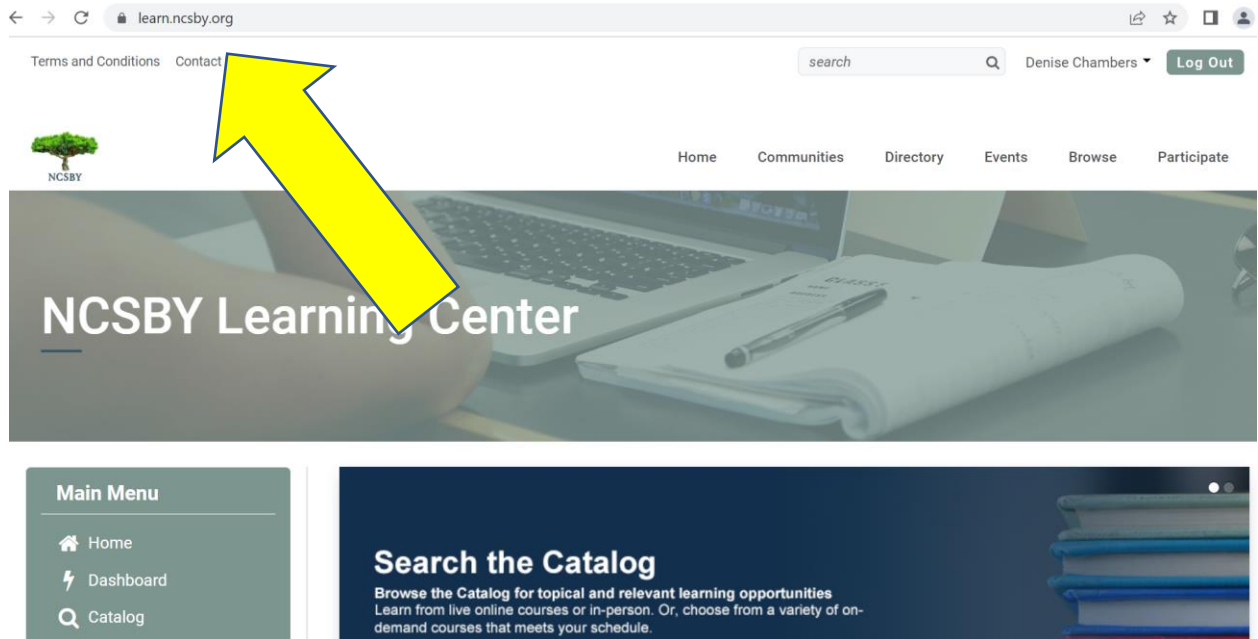 learn.ncsby.org
Terms and Conditions Contact
search
Denise Chambers
Log Out
NCSBY
Home Communities Directory Events Browse Participate
NCSBY Learning Center
Main Menu
Home
Dashboard
Catalog
Search the Catalog
Browse the Catalog for topical and relevant learning opportunities
Learn from live online courses or in-person. Or, choose from a variety of on-
demand courses that meets your schedule.